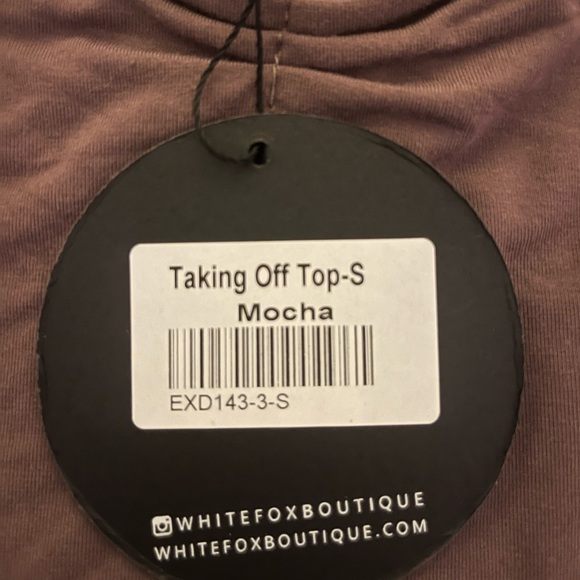 Taking Off Top-S
Mocha
EXD143-3-S
WHITEFOXBOUTIQUE
WHITEFOXBOUTIQUE.COM